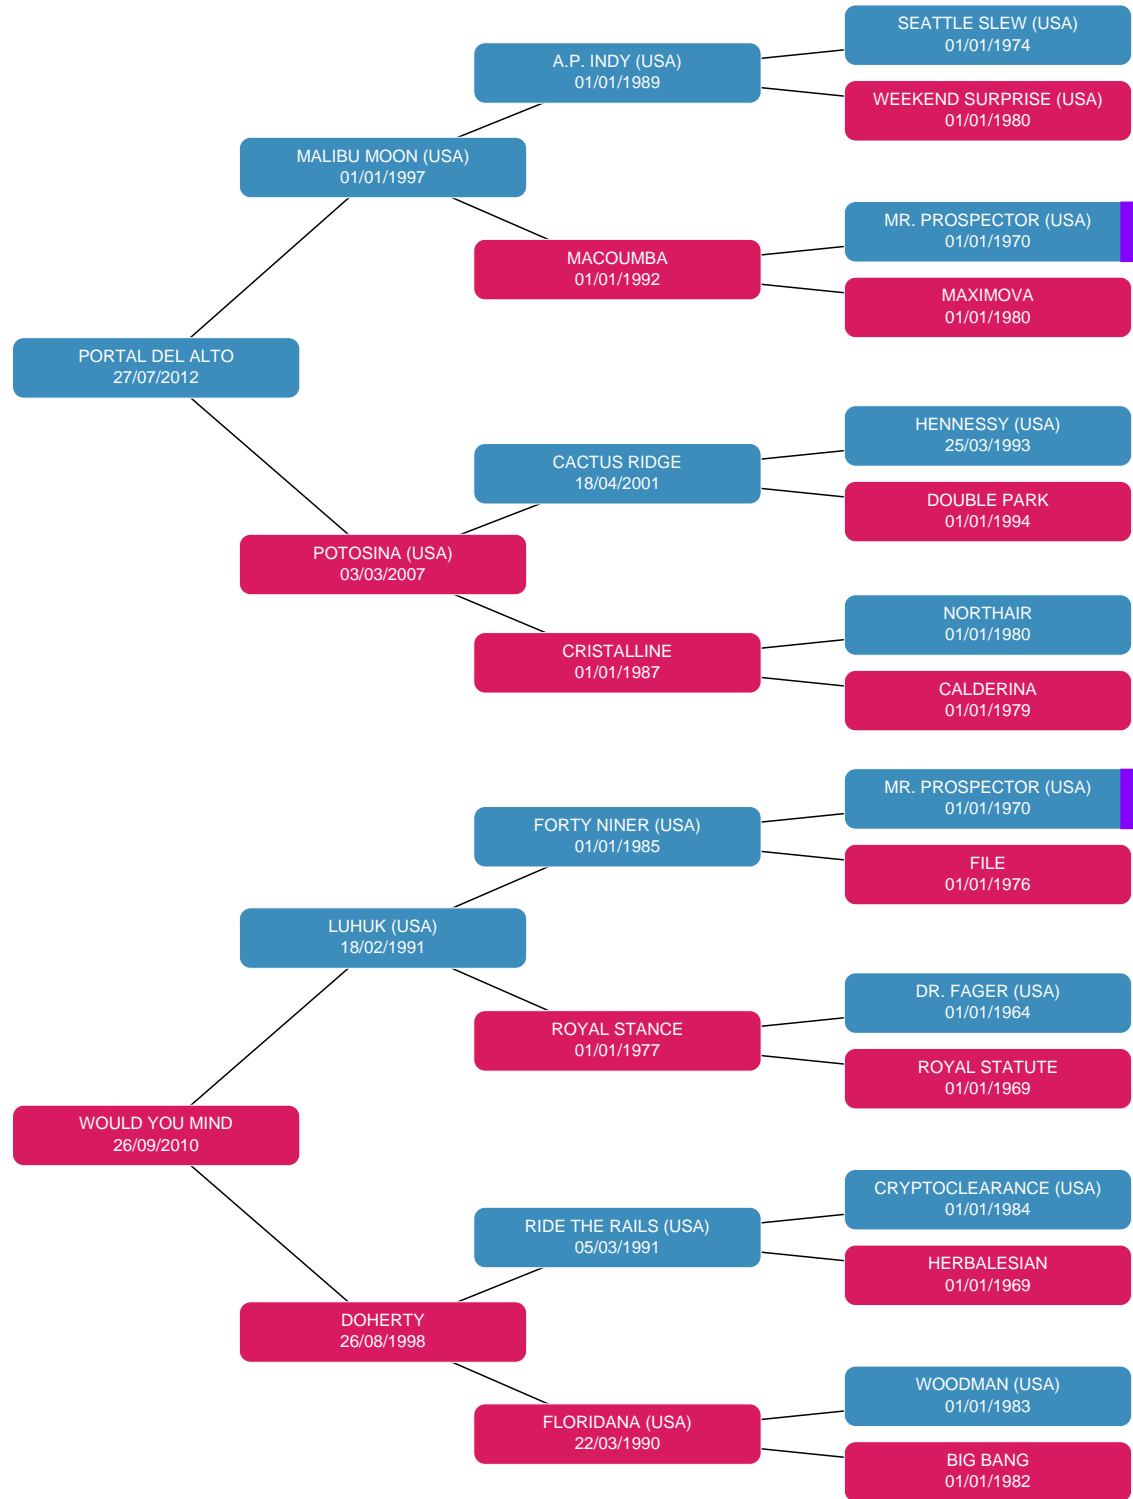 SEATTLE SLEW (USA)
01/01/1974
A.P. INDY (USA)
01/01/1989
WEEKEND SURPRISE (USA)
01/01/1980
MALIBU MOON (USA)
01/01/1997
MR. PROSPECTOR (USA)
01/01/1970
MACOUMBA
01/01/1992
MAXIMOVA
01/01/1980
PORTAL DEL ALTO
27/07/2012
HENNESSY (USA)
25/03/1993
CACTUS RIDGE
18/04/2001
DOUBLE PARK
01/01/1994
POTOSINA (USA)
03/03/2007
NORTHAIR
01/01/1980
CRISTALLINE
01/01/1987
CALDERINA
01/01/1979
MR. PROSPECTOR (USA)
01/01/1970
FORTY NINER (USA)
01/01/1985
FILE
01/01/1976
LUHUK (USA)
18/02/1991
DR. FAGER (USA)
01/01/1964
ROYAL STANCE
01/01/1977
ROYAL STATUTE
01/01/1969
WOULD YOU MIND
26/09/2010
CRYPTOCLEARANCE (USA)
01/01/1984
RIDE THE RAILS (USA)
05/03/1991
HERBALESIAN
01/01/1969
DOHERTY
26/08/1998
WOODMAN (USA)
01/01/1983
FLORIDANA (USA)
22/03/1990
BIG BANG
01/01/1982